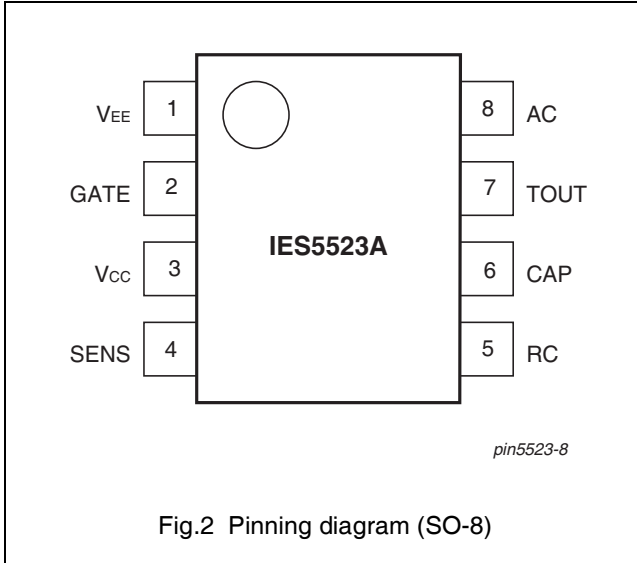 VEE 1 8 AC
GATE 2 7 TOUT
IES5523A
VCC 3 6 CAP
SENS 4 5 RC
pin5523-8
Fig.2 Pinning diagram (SO-8)